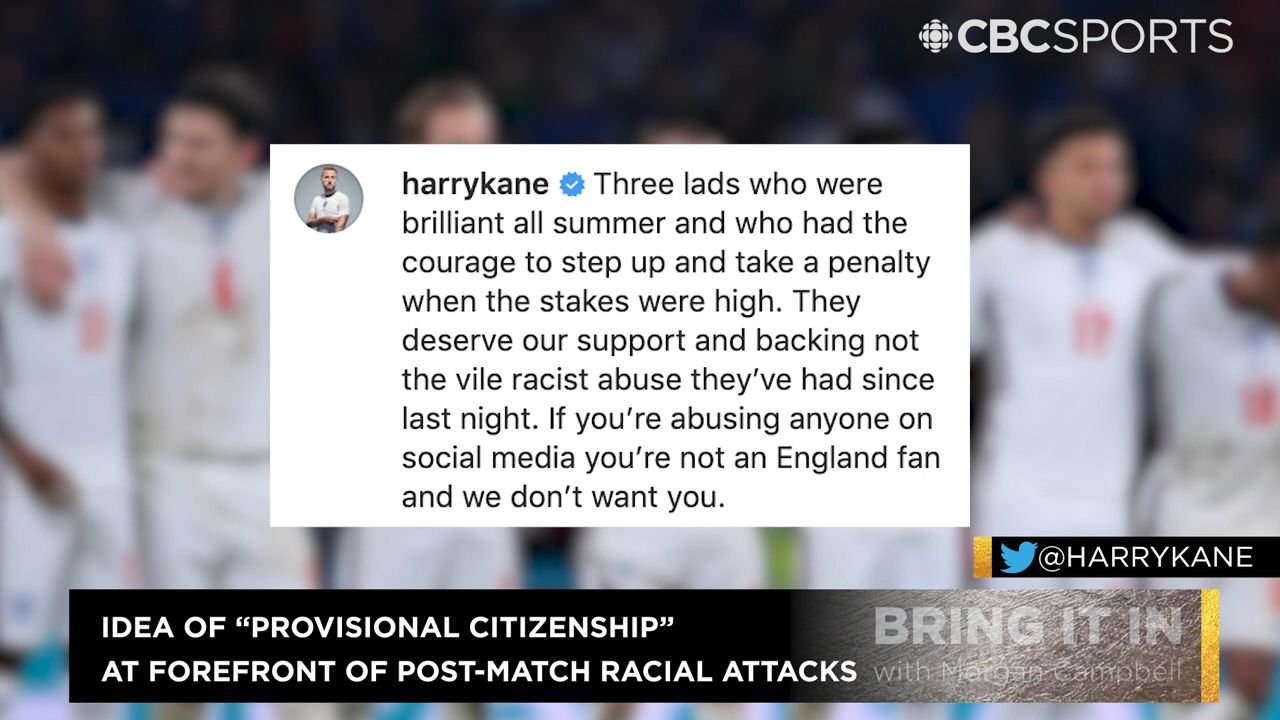 CBCSPORTS
harrykane Three lads who were
brilliant all summer and who had the
courage to step up and take a penalty
when the stakes were high. They
deserve our support and backing not
the vile racist abuse they’ve had since
last night. If you’re abusing anyone on
social media you’re not an England fan
and we don’t want you.
@HARRYKANE
IDEA OF “PROVISIONAL CITIZENSHIP”
AT FOREFRONT OF POST-MATCH RACIAL ATTACKS
BRING IT IN
with Morgan Campbell